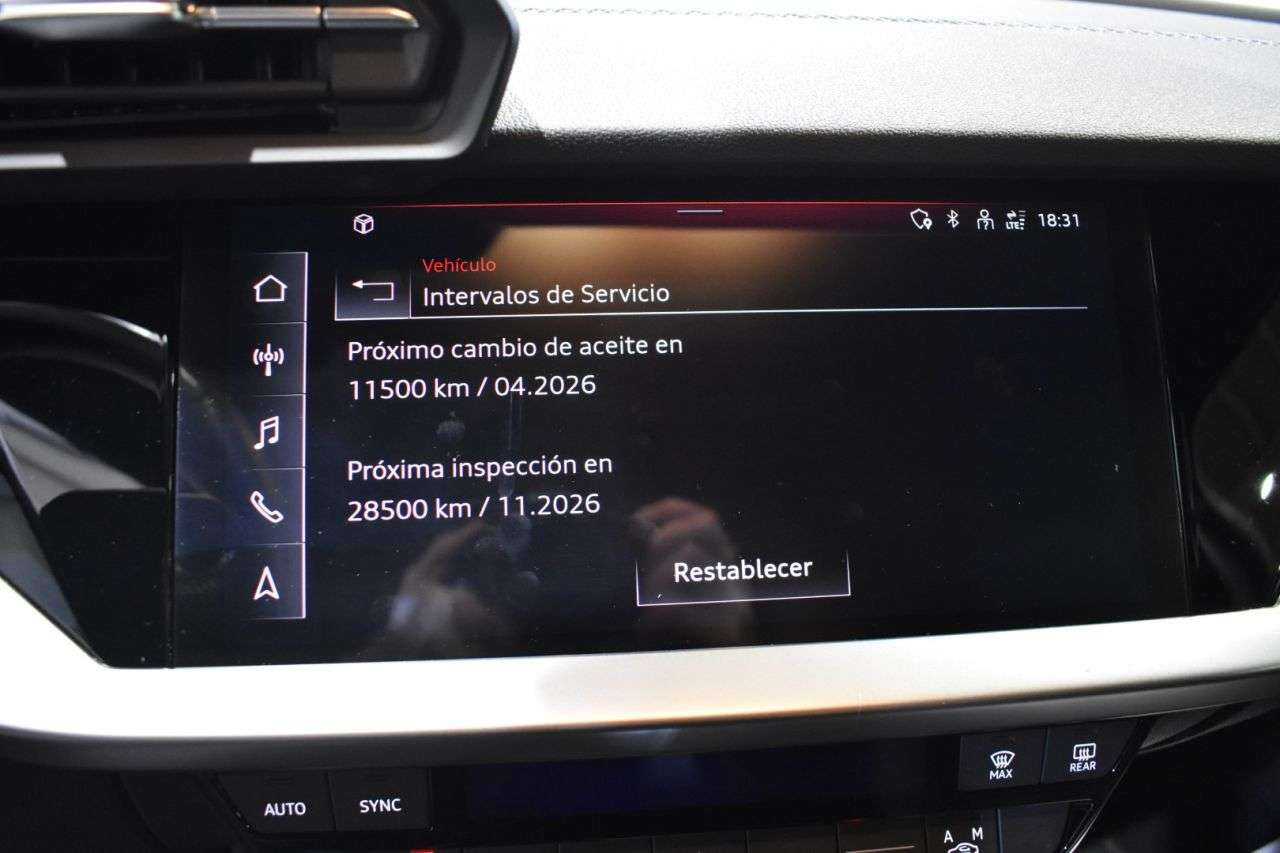 LTE 18:31
Vehículo
Intervalos de Servicio
Próximo cambio de aceite en
11500 km / 04.2026
Próxima inspección en
28500 km / 11.2026
Restablecer
MAX
REAR
AUTO
SYNC
A M